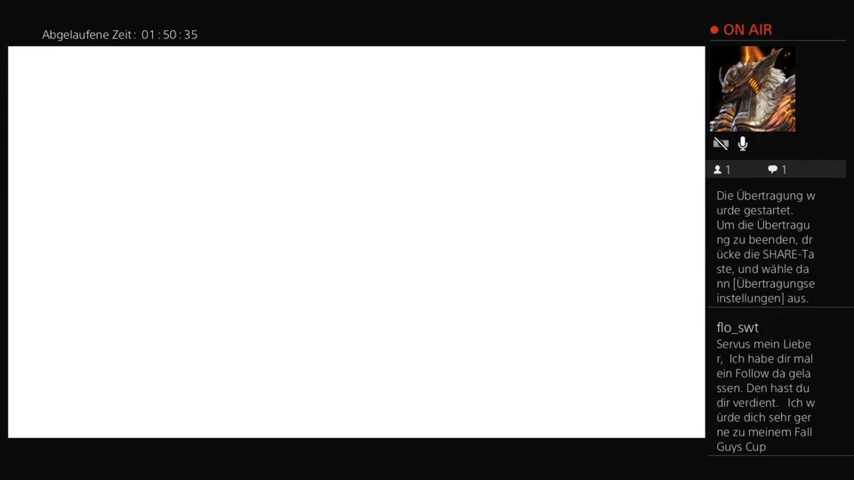 Abgelaufene Zeit: 01:50:35
ON AIR
1
1
Die Übertragung w
urde gestartet.
Um die Übertragu
ng zu beenden, dr
ücke die SHARE-Ta
ste, und wähle da
nn [Übertragungse
instellungen] aus.
flo_swt
Servus mein Liebe
r, Ich habe dir mal
ein Follow da gela
ssen. Den hast du
dir verdient. Ich w
ürde dich sehr ger
ne zu meinem Fall
Guys Cup